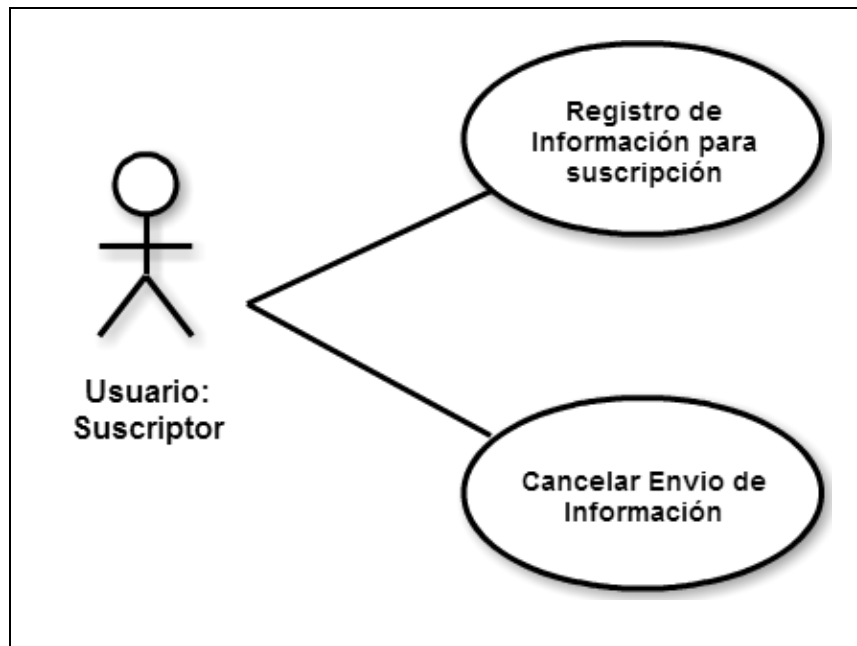 Registro de
Información para
suscripción
Usuario:
Suscriptor
Cancelar Envio de
Información